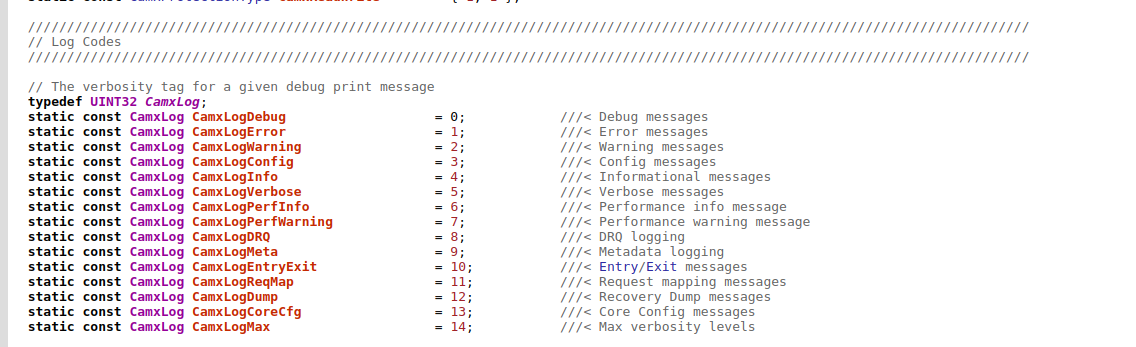 ////////////////////////////////////////////////////////////////////////////////////////////////////////////////////////////////
// Log Codes
////////////////////////////////////////////////////////////////////////////////////////////////////////////////////////////////
// The verbosity tag for a given debug print message
typedef UINT32 CamxLog;
static const CamxLog CamxLogDebug = 0; ///< Debug messages
static const CamxLog CamxLogError = 1; ///< Error messages
static const CamxLog CamxLogWarning = 2; ///< Warning messages
static const CamxLog CamxLogConfig = 3; ///< Config messages
static const CamxLog CamxLogInfo = 4; ///< Informational messages
static const CamxLog CamxLogVerbose = 5; ///< Verbose messages
static const CamxLog CamxLogPerfInfo = 6; ///< Performance info message
static const CamxLog CamxLogPerfWarning = 7; ///< Performance warning message
static const CamxLog CamxLogDRQ = 8; ///< DRQ logging
static const CamxLog CamxLogMeta = 9; ///< Metadata logging
static const CamxLog CamxLogEntryExit = 10; ///< Entry/Exit messages
static const CamxLog CamxLogReqMap = 11; ///< Request mapping messages
static const CamxLog CamxLogDump = 12; ///< Recovery Dump messages
static const CamxLog CamxLogCoreCfg = 13; ///< Core Config messages
static const CamxLog CamxLogMax = 14; ///< Max verbosity levels